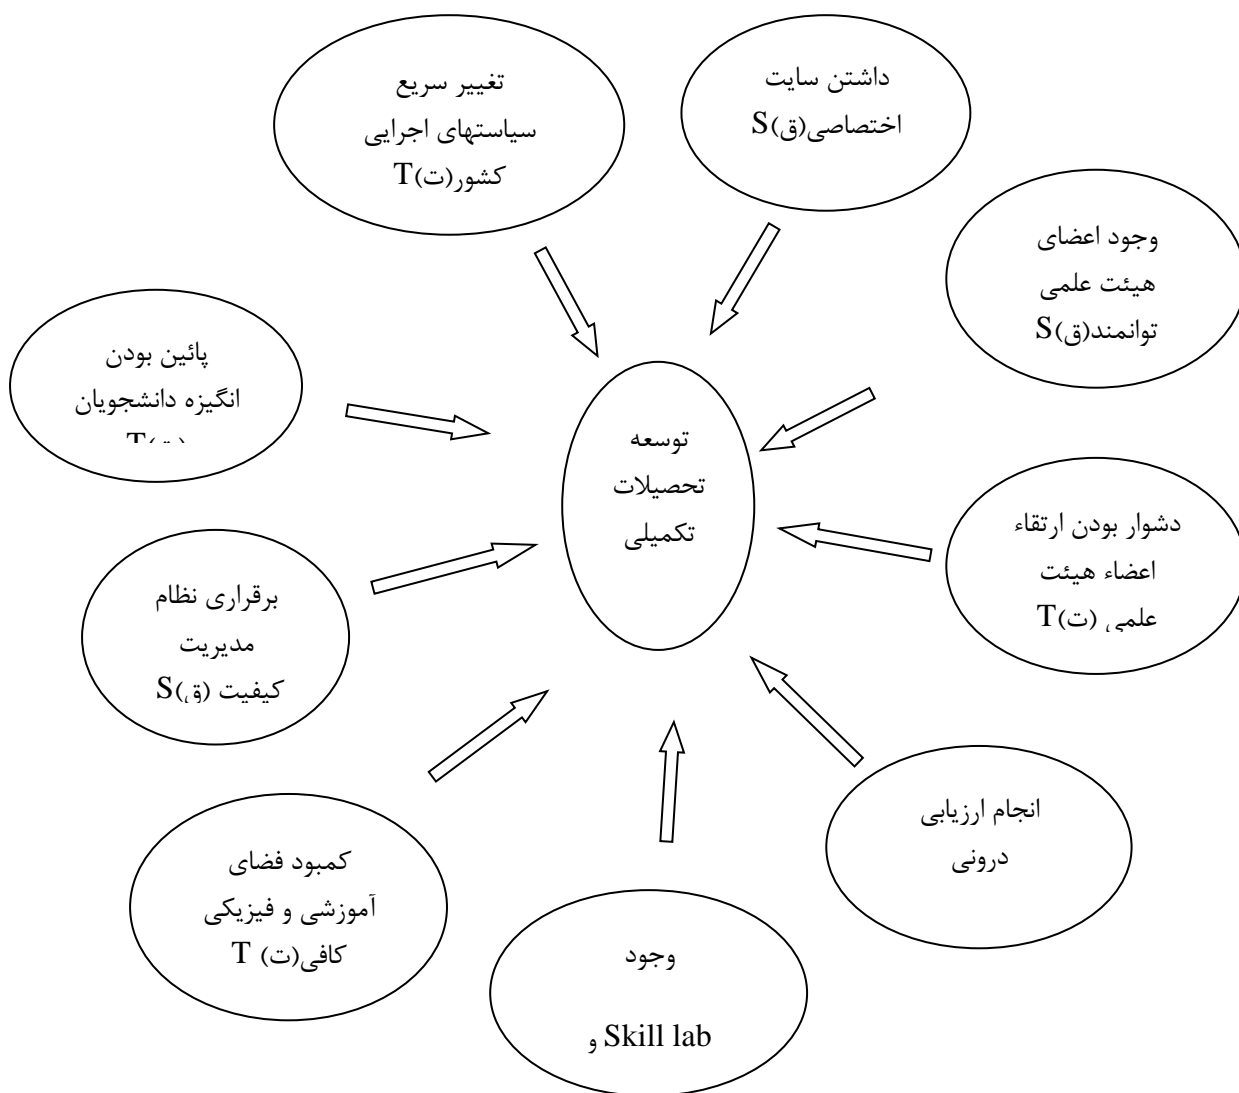 تغییر سریع
سیاستهای اجرایی
کشور(ت)T
داشتن سایت
اختصاصی(ق)S
وجود اعضای
هیئت علمی
توانمند(ق)S
پائین بودن
انگیزه دانشجویان
(ت)T
توسعه
تحصیلات
تکمیلی
دشوار بودن ارتقاء
اعضاء هیئت
علمی (ت)T
برقراری نظام
مدیریت
کیفیت (ق)S
انجام ارزیابی
درونی
کمبود فضای
آموزشی و فیزیکی
کافی(ت) T
وجود
Skill lab و